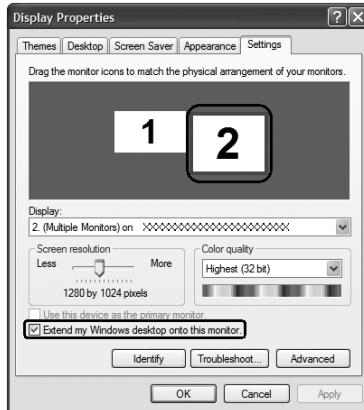 Display Properties
Themes Desktop Screen Saver Appearance Settings
Drag the monitor icons to match the physical arrangement of your monitors.
1 2
Display:
2. (Multiple Monitors) on XXXXXXXXXXXXXXXXXXXXXX
Screen resolution
Less More
1280 by 1024 pixels
Color quality
Highest (32 bit)
Use this device as the primary monitor.
Extend my Windows desktop onto this monitor.
Identify Troubleshoot... Advanced
OK Cancel Apply